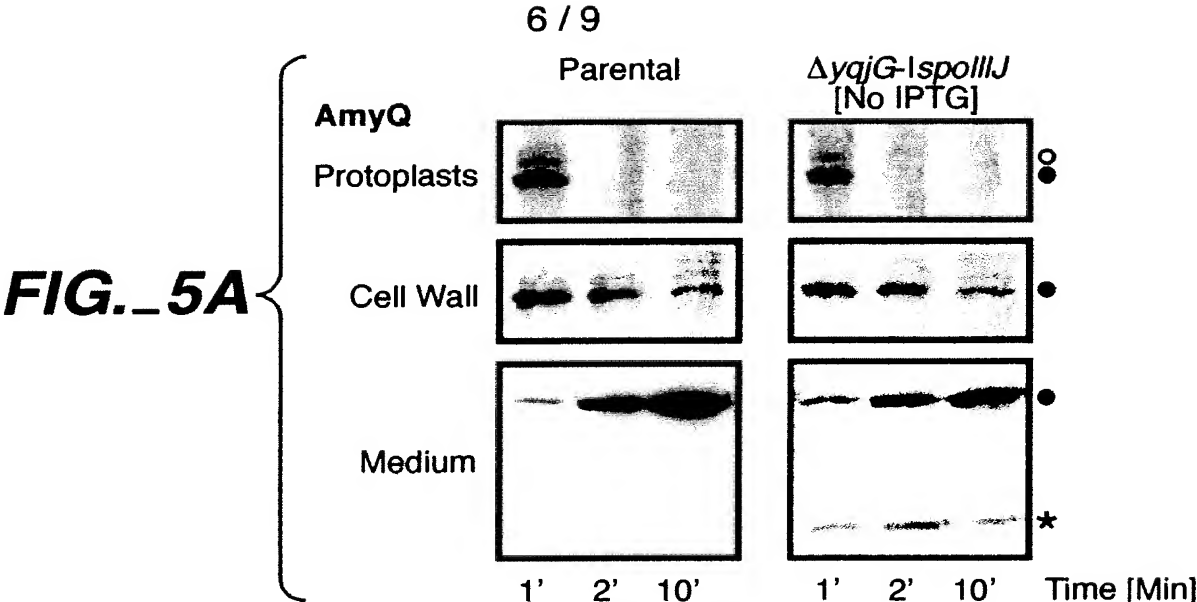 6 / 9
Parental
ΔyqjG-IspoIIIJ
[No IPTG]
AmyQ
Protoplasts
Cell Wall
Medium
FIG._5A
1' 2' 10' 1' 2' 10' Time [Min]